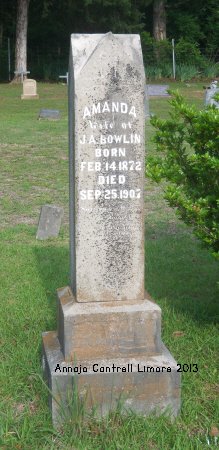 AMANDA
Wife of
J.A. BOWLIN
BORN
FEB. 14. 1872
DIED
SEP. 25. 1907
Annaja Cantrell Limore 2013